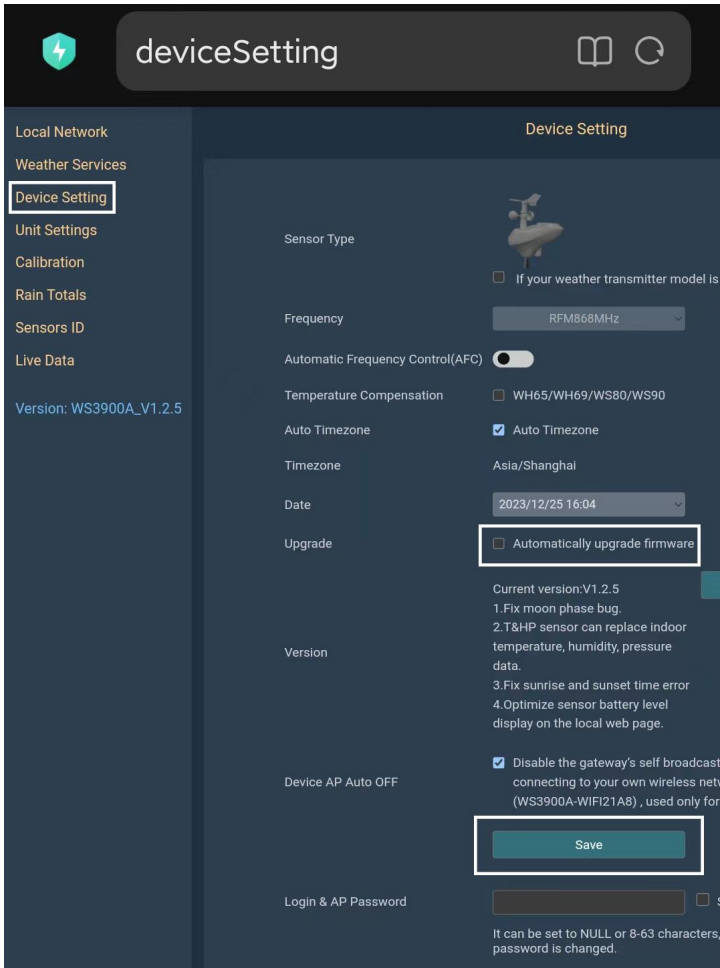 deviceSetting
Local Network
Weather Services
Device Setting
Unit Settings
Calibration
Rain Totals
Sensors ID
Live Data
Version: WS3900A_V1.2.5
Device Setting
Sensor Type
If your weather transmitter model is
Frequency
RFM868MHz
Automatic Frequency Control(AFC)
Temperature Compensation
WH65/WH69/WS80/WS90
Auto Timezone
Auto Timezone
Timezone
Asia/Shanghai
Date
2023/12/25 16:04
Upgrade
Automatically upgrade firmware
Version
Current version:V1.2.5
1.Fix moon phase bug.
2.T&HP sensor can replace indoor
temperature, humidity, pressure
data.
3.Fix sunrise and sunset time error
4.Optimize sensor battery level
display on the local web page.
Device AP Auto OFF
Disable the gateway's self broadcast
connecting to your own wireless
(WS3900A-WIFI21A8) , used only for
Save
Login & AP Password
It can be set to NULL or 8-63 characters,
password is changed.